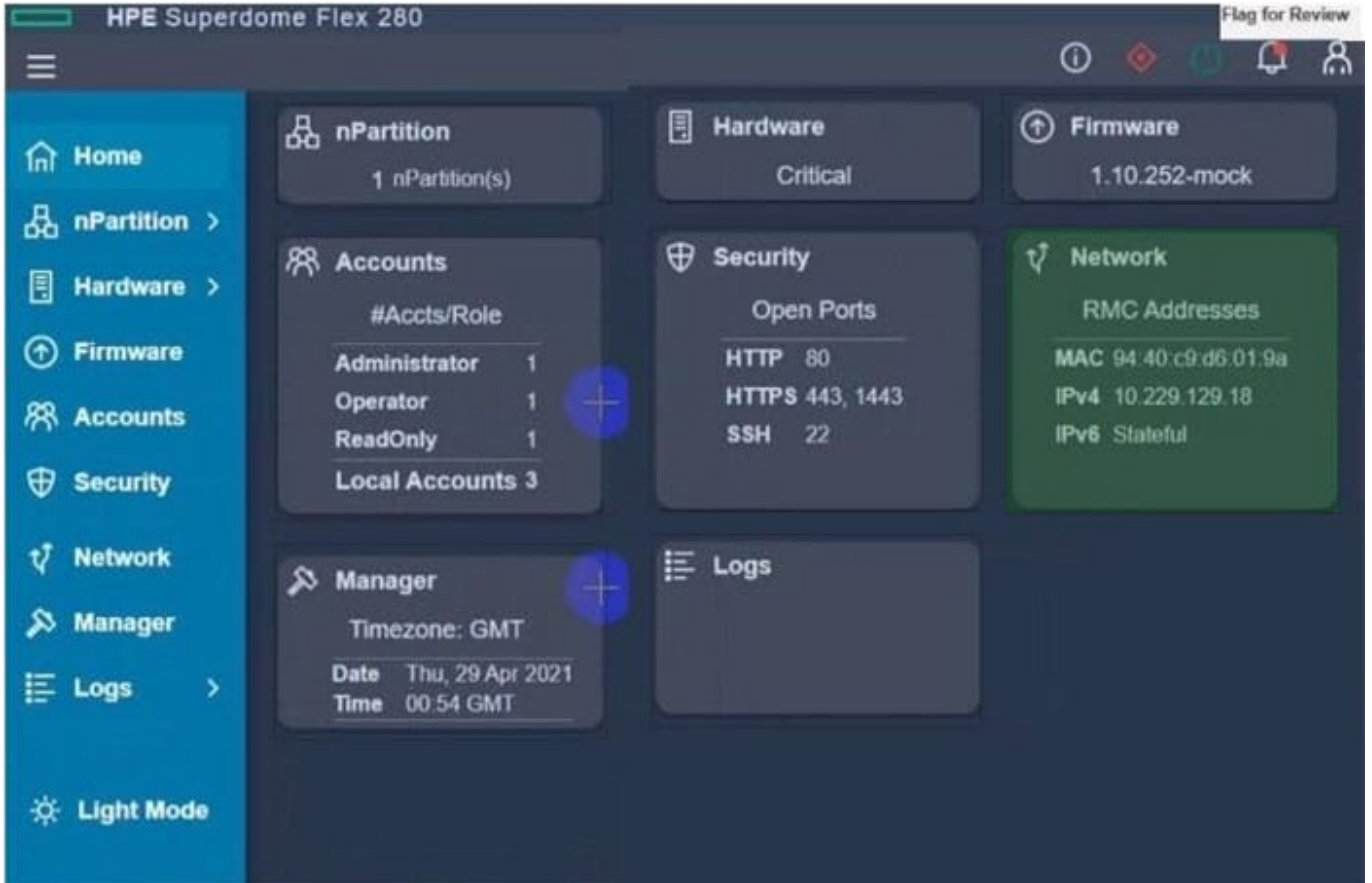 HPE Superdome Flex 280
Flag for Review
Home
nPartition
Hardware
Firmware
Accounts
Security
Network
Manager
Logs
Light Mode
nPartition
1 nPartition(s)
Hardware
Critical
Firmware
1.10.252-mock
Accounts
#Accts/Role
Administrator 1
Operator 1
ReadOnly 1
Local Accounts 3
Security
Open Ports
HTTP 80
HTTPS 443, 1443
SSH 22
Network
RMC Addresses
MAC 94:40:c9:d6:01:9a
IPv4 10.229.129.18
IPv6 Stateful
Manager
Timezone: GMT
Date Thu, 29 Apr 2021
Time 00:54 GMT
Logs